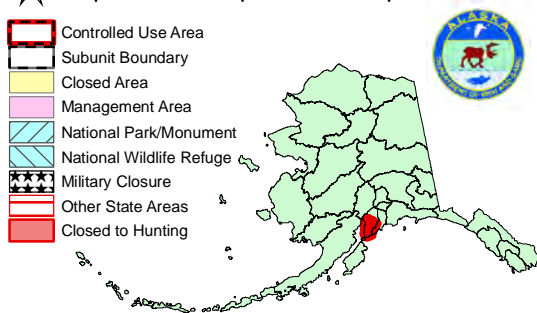 Controlled Use Area
Subunit Boundary
Closed Area
Management Area
National Park/Monument
National Wildlife Refuge
Military Closure
Other State Areas
Closed to Hunting
ALASKA